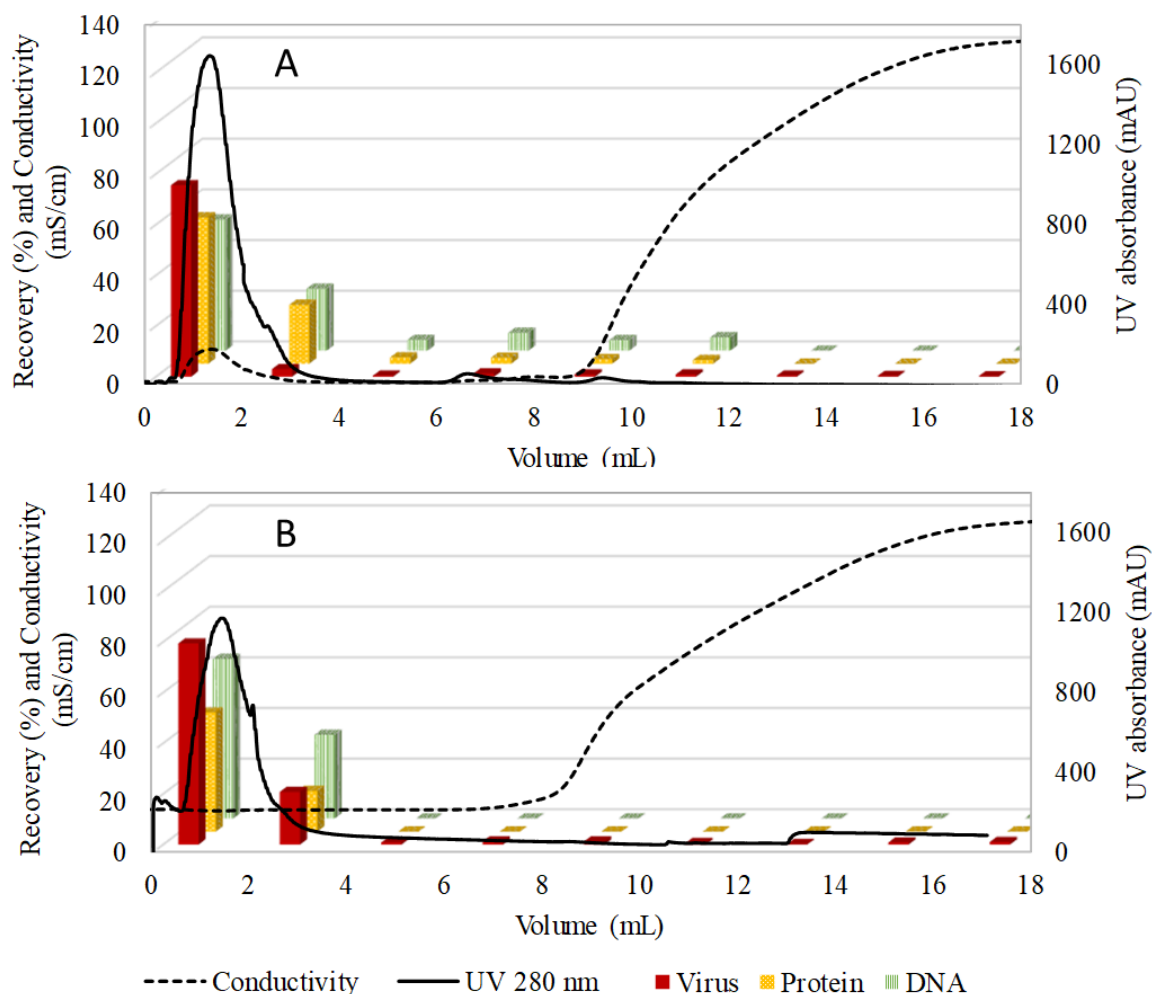 140
120
100
80
60
40
20
0
Recovery (%) and Conductivity
(mS/cm)
A
1600
1200
800
400
0
UV absorbance (mAU)
0 2 4 6 8 10 12 14 16 18
Volume (mL)
140
120
100
80
60
40
20
0
Recovery (%) and Conductivity
(mS/cm)
B
1600
1200
800
400
0
UV absorbance (mAU)
0 2 4 6 8 10 12 14 16 18
Volume (mL)
Conductivity UV 280 nm Virus Protein DNA